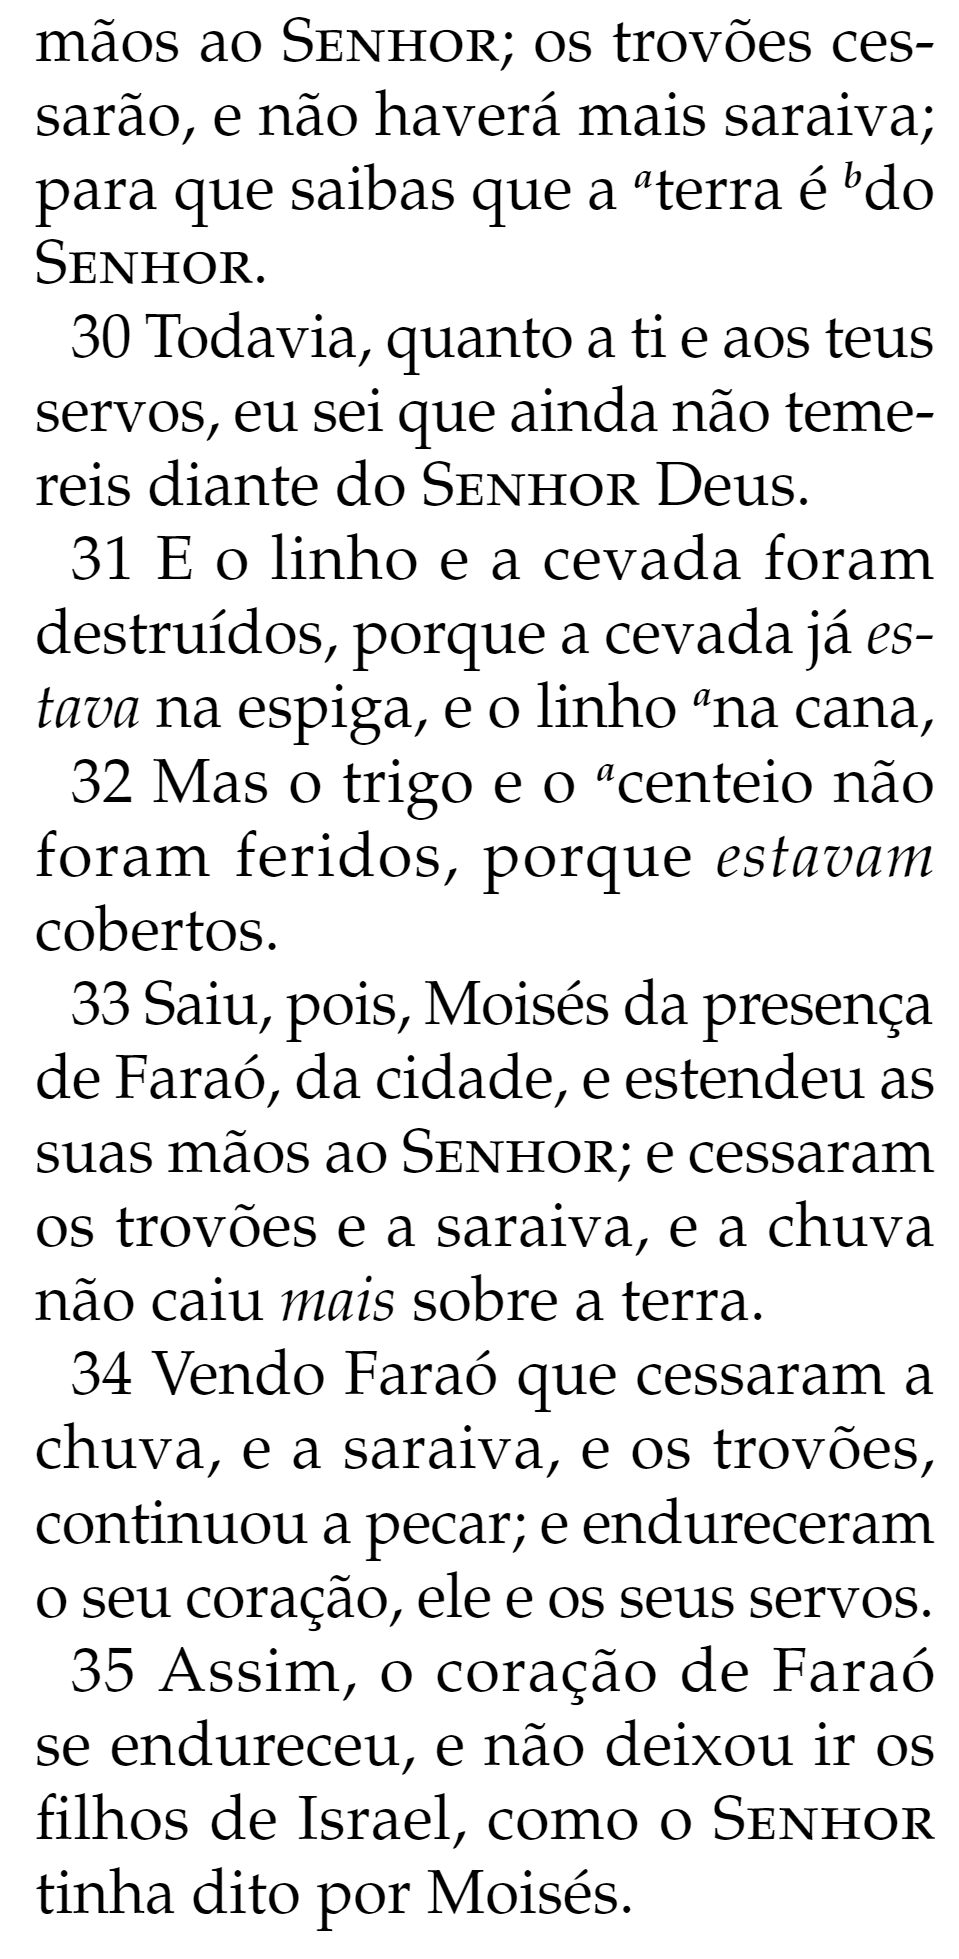 mãos ao SENHOR; os trovões ces-
sarão, e não haverá mais saraiva;
para que saibas que a ᵃterra é ᵇdo
SENHOR.
30 Todavia, quanto a ti e aos teus
servos, eu sei que ainda não teme-
reis diante do SENHOR Deus.
31 E o linho e a cevada foram
destruídos, porque a cevada já es-
tava na espiga, e o linho ᵃna cana,
32 Mas o trigo e o ᵃcenteio não
foram feridos, porque estavam
cobertos.
33 Saiu, pois, Moisés da presença
de Faraó, da cidade, e estendeu as
suas mãos ao SENHOR; e cessaram
os trovões e a saraiva, e a chuva
não caiu mais sobre a terra.
34 Vendo Faraó que cessaram a
chuva, e a saraiva, e os trovões,
continuou a pecar; e endureceram
o seu coração, ele e os seus servos.
35 Assim, o coração de Faraó
se endureceu, e não deixou ir os
filhos de Israel, como o SENHOR
tinha dito por Moisés.